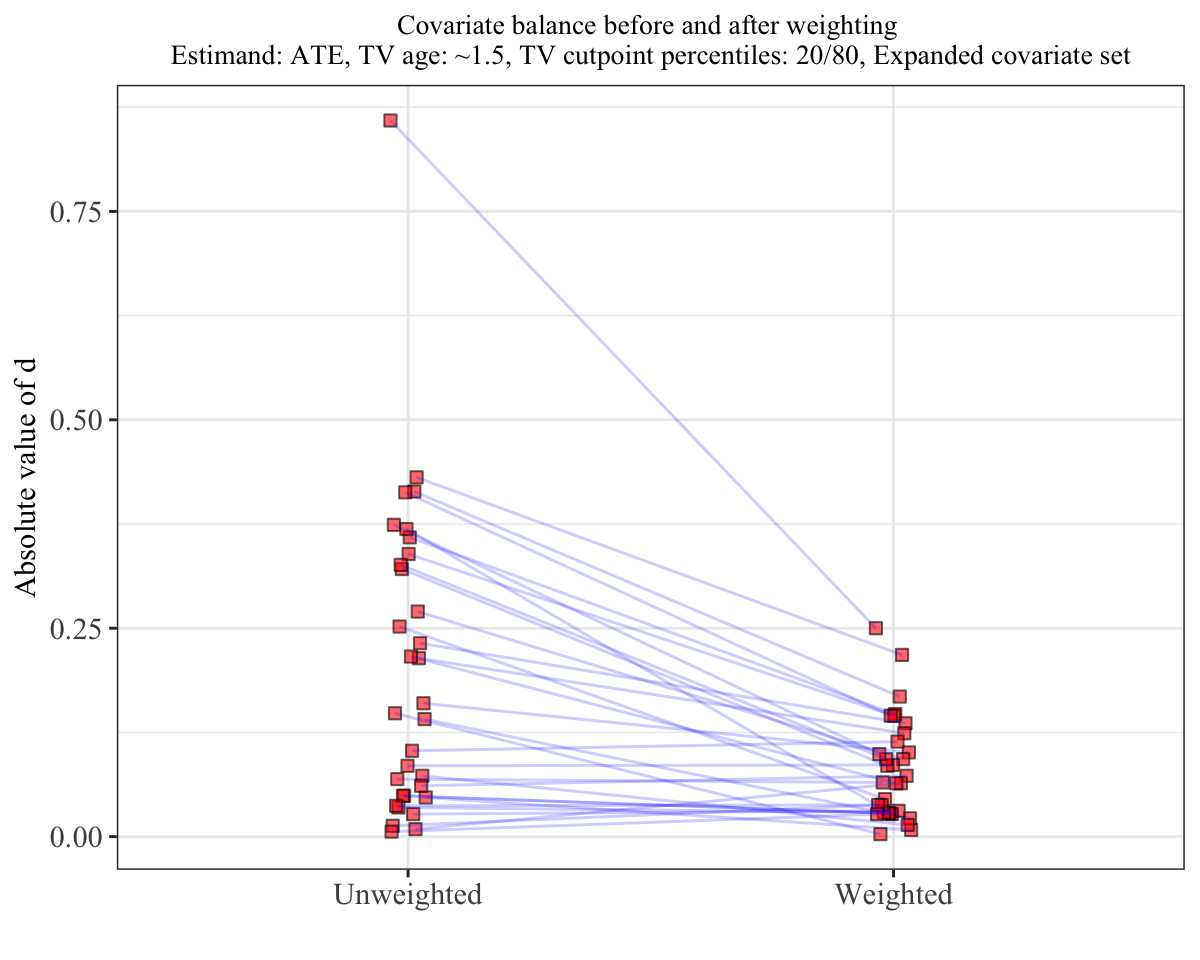 Covariate balance before and after weighting
Estimand: ATE, TV age: ~1.5, TV cutpoint percentiles: 20/80, Expanded covariate set
Absolute value of d
0.75
0.50
0.25
0.00
Unweighted
Weighted